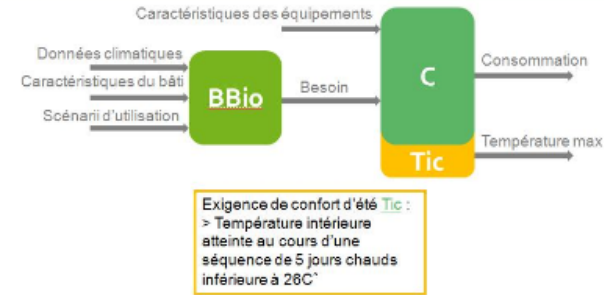 Caractéristiques des équipements
Données climatiques
Caractéristiques du bâti
Scénarii d'utilisation
BBio
Besoin
C
Tic
Consommation
Température max
Exigence de confort d'été Tic :
> Température intérieure
atteinte au cours d'une
séquence de 5 jours chauds
inférieure à 26C°